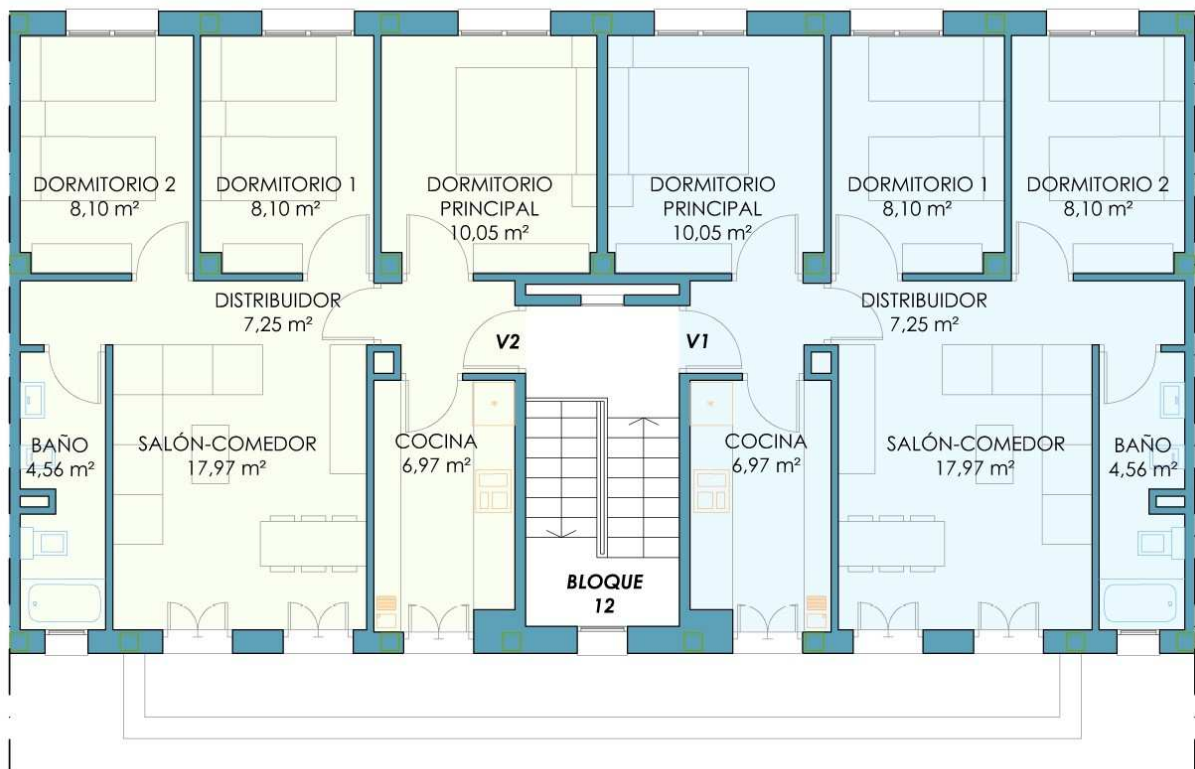 DORMITORIO 2
8,10 m²
DORMITORIO 1
8,10 m²
DORMITORIO
PRINCIPAL
10,05 m²
DORMITORIO
PRINCIPAL
10,05 m²
DORMITORIO 1
8,10 m²
DORMITORIO 2
8,10 m²
DISTRIBUIDOR
7,25 m²
V2
V1
DISTRIBUIDOR
7,25 m²
BAÑO
4,56 m²
SALÓN-COMEDOR
17,97 m²
COCINA
6,97 m²
COCINA
6,97 m²
SALÓN-COMEDOR
17,97 m²
BAÑO
4,56 m²
BLOQUE
12